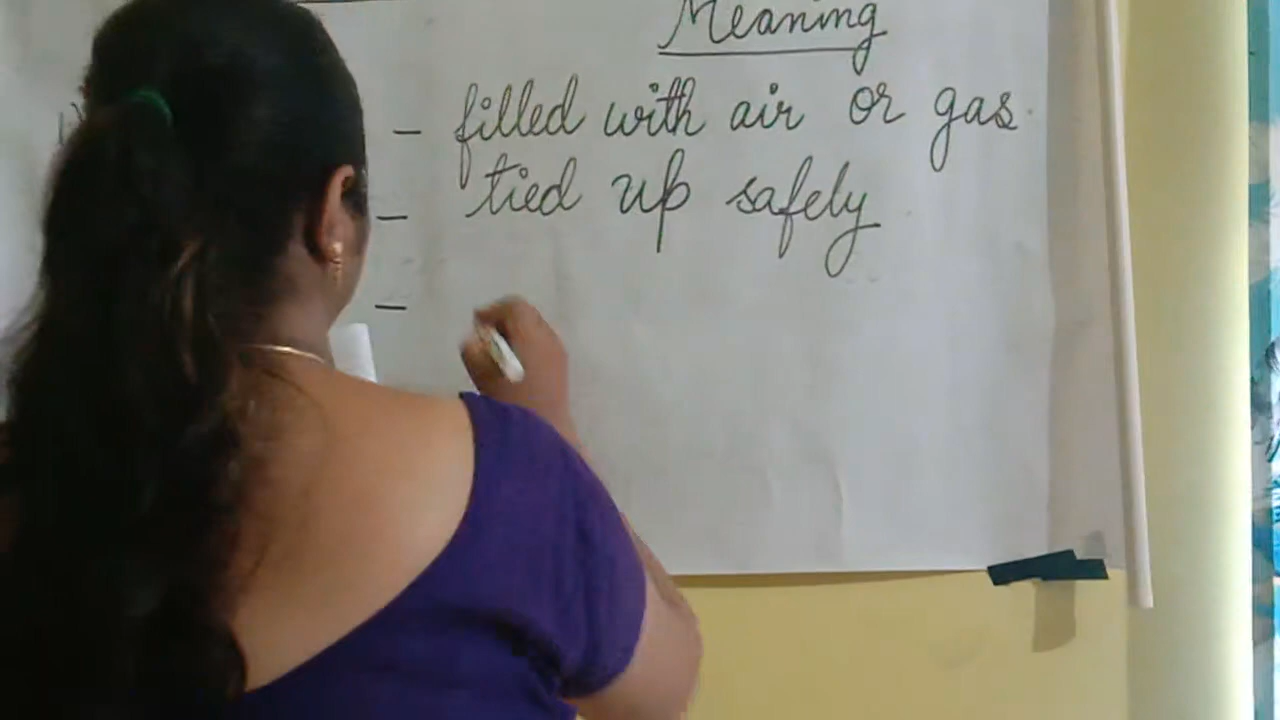 Meaning
- filled with air or gas.
- tied up safely
-